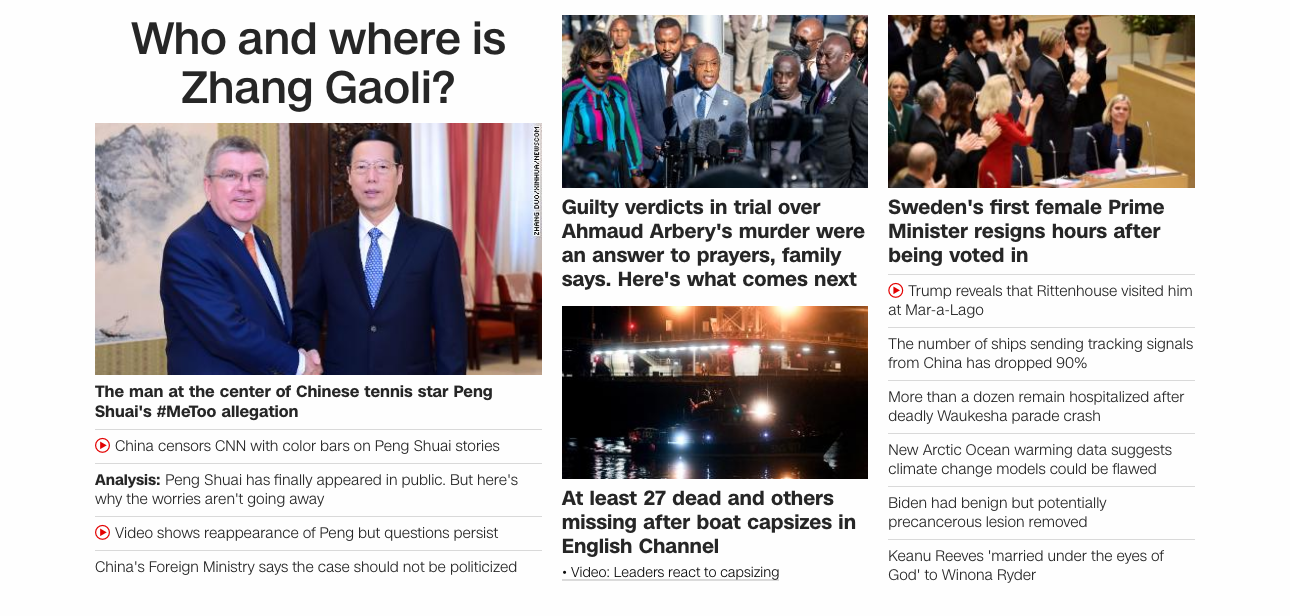 Who and where is
Zhang Gaoli?
ZHANG DUO/XINHUA/NEWSCOM
The man at the center of Chinese tennis star Peng
Shuai's #MeToo allegation
China censors CNN with color bars on Peng Shuai stories
Analysis: Peng Shuai has finally appeared in public. But here's
why the worries aren't going away
Video shows reappearance of Peng but questions persist
China's Foreign Ministry says the case should not be politicized
Guilty verdicts in trial over
Ahmaud Arbery's murder were
an answer to prayers, family
says. Here's what comes next
At least 27 dead and others
missing after boat capsizes in
English Channel
• Video: Leaders react to capsizing
Sweden's first female Prime
Minister resigns hours after
being voted in
Trump reveals that Rittenhouse visited him
at Mar-a-Lago
The number of ships sending tracking signals
from China has dropped 90%
More than a dozen remain hospitalized after
deadly Waukesha parade crash
New Arctic Ocean warming data suggests
climate change models could be flawed
Biden had benign but potentially
precancerous lesion removed
Keanu Reeves 'married under the eyes of
God' to Winona Ryder